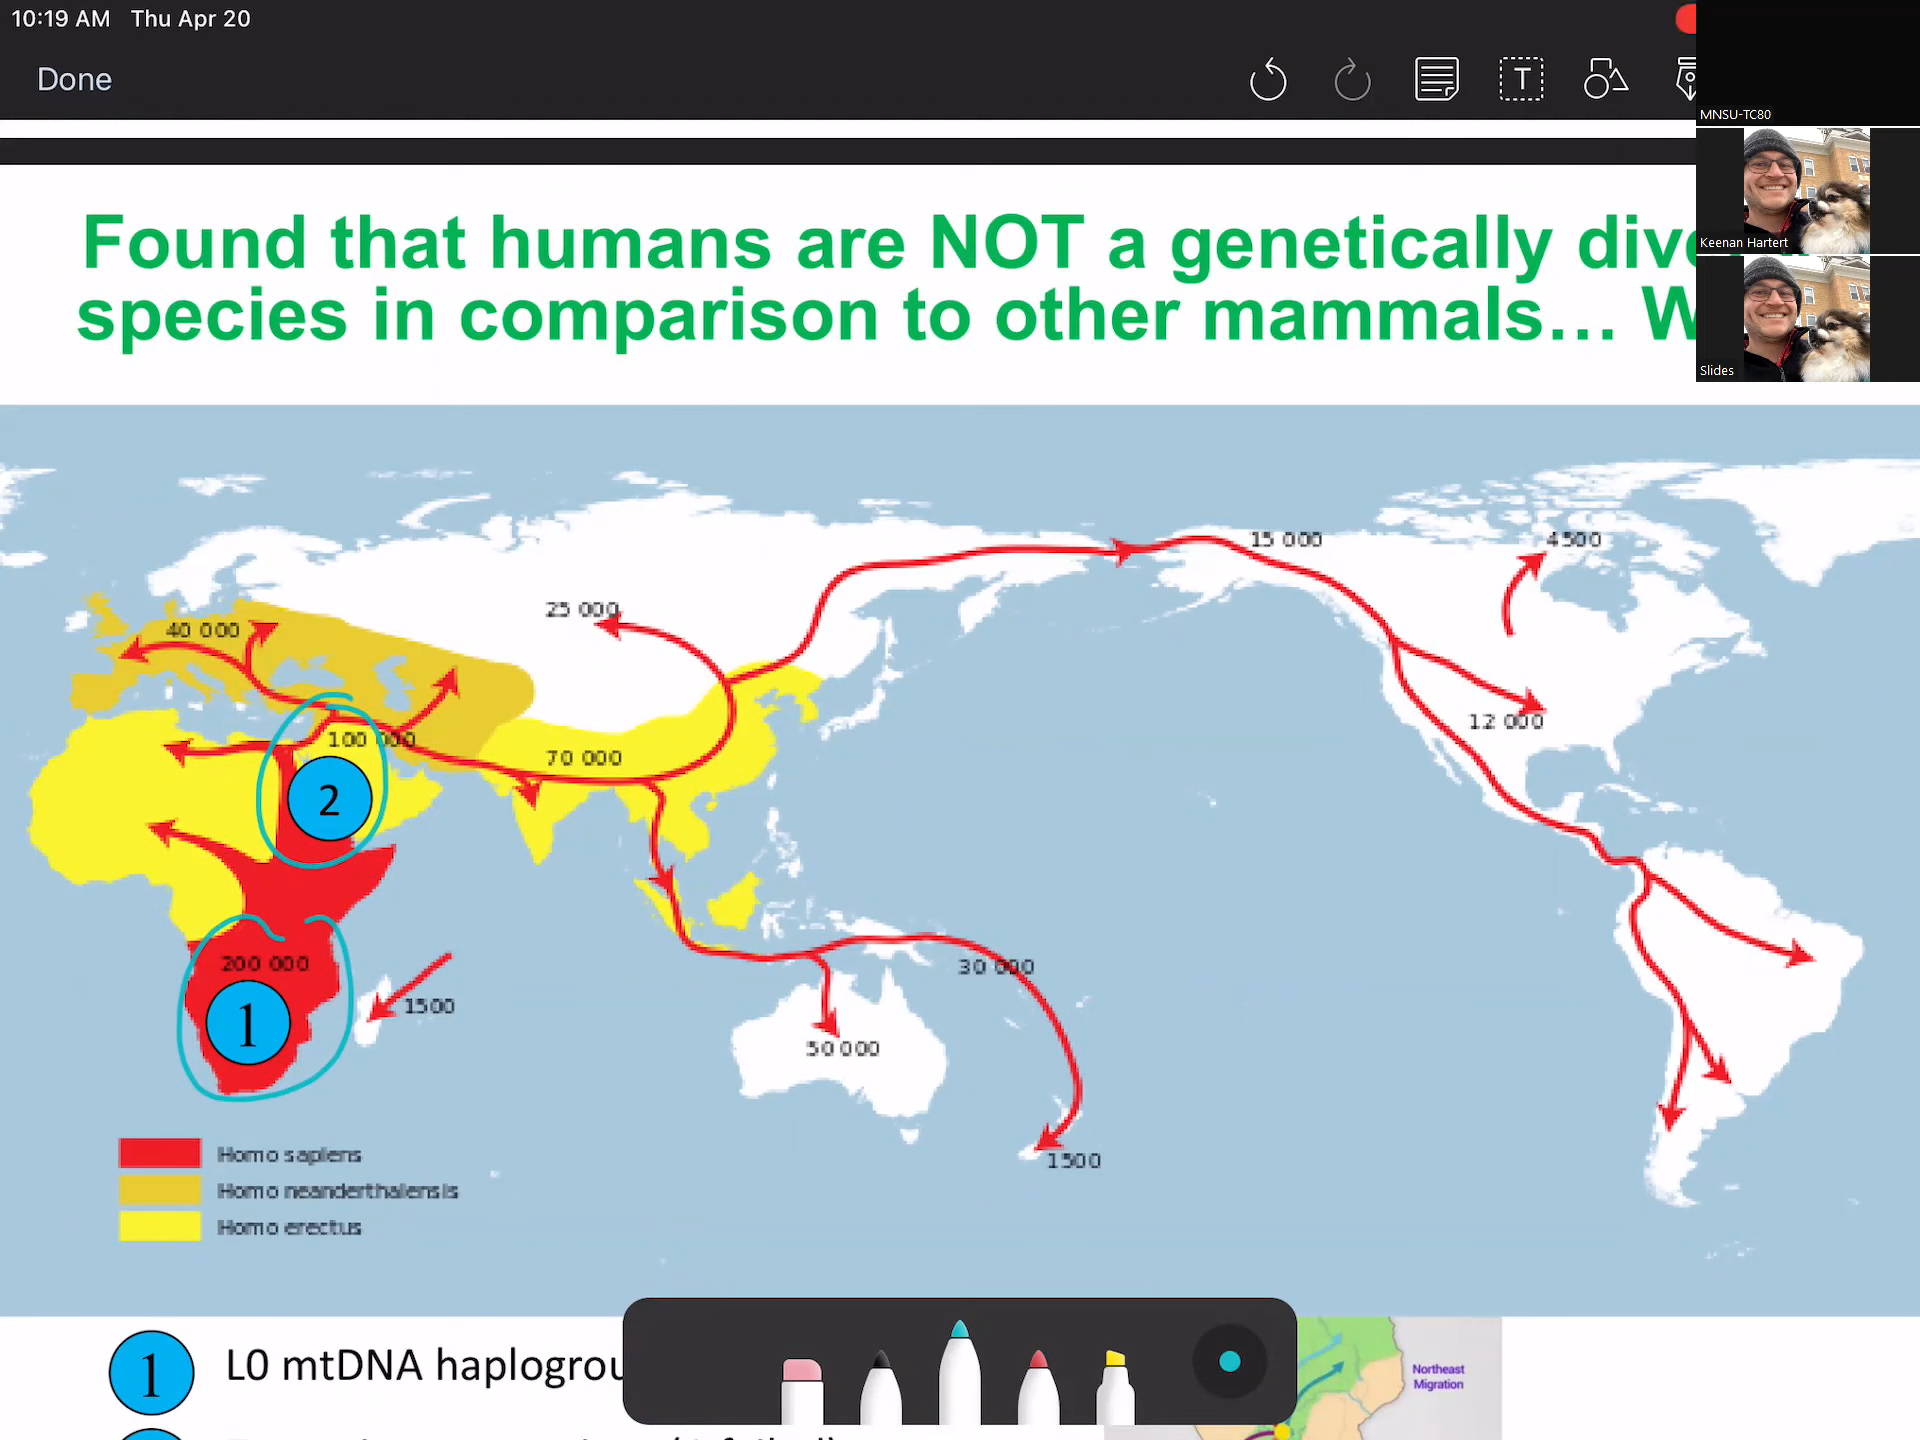 10:19 AM Thu Apr 20
Done
MNSU-TC80
Keenan Hartert
Slides
Found that humans are NOT a genetically
species in comparison to other mammals…
15 000
4500
25 000
40 000
12 000
100 000
70 000
2
200 000
30 000
1500
1
50 000
1500
Homo sapiens
Homo neanderthalensis
Homo erectus
1 L0 mtDNA
Northeast
Migration